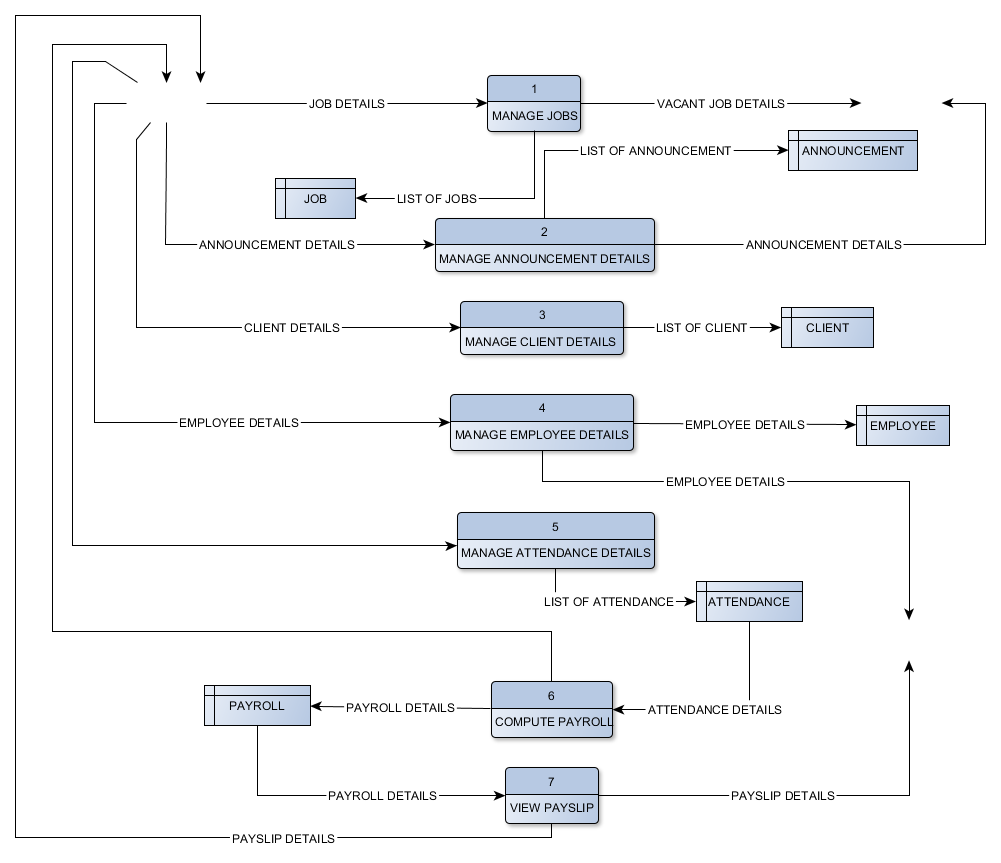 1
JOB DETAILS
VACANT JOB DETAILS
MANAGE JOBS
LIST OF ANNOUNCEMENT
ANNOUNCEMENT
JOB
LIST OF JOBS
2
ANNOUNCEMENT DETAILS
ANNOUNCEMENT DETAILS
MANAGE ANNOUNCEMENT DETAILS
3
CLIENT DETAILS
LIST OF CLIENT
CLIENT
MANAGE CLIENT DETAILS
4
EMPLOYEE DETAILS
EMPLOYEE DETAILS
EMPLOYEE
MANAGE EMPLOYEE DETAILS
EMPLOYEE DETAILS
5
MANAGE ATTENDANCE DETAILS
LIST OF ATTENDANCE
ATTENDANCE
6
PAYROLL
PAYROLL DETAILS
ATTENDANCE DETAILS
COMPUTE PAYROLL
7
PAYROLL DETAILS
PAYSLIP DETAILS
VIEW PAYSLIP
PAYSLIP DETAILS